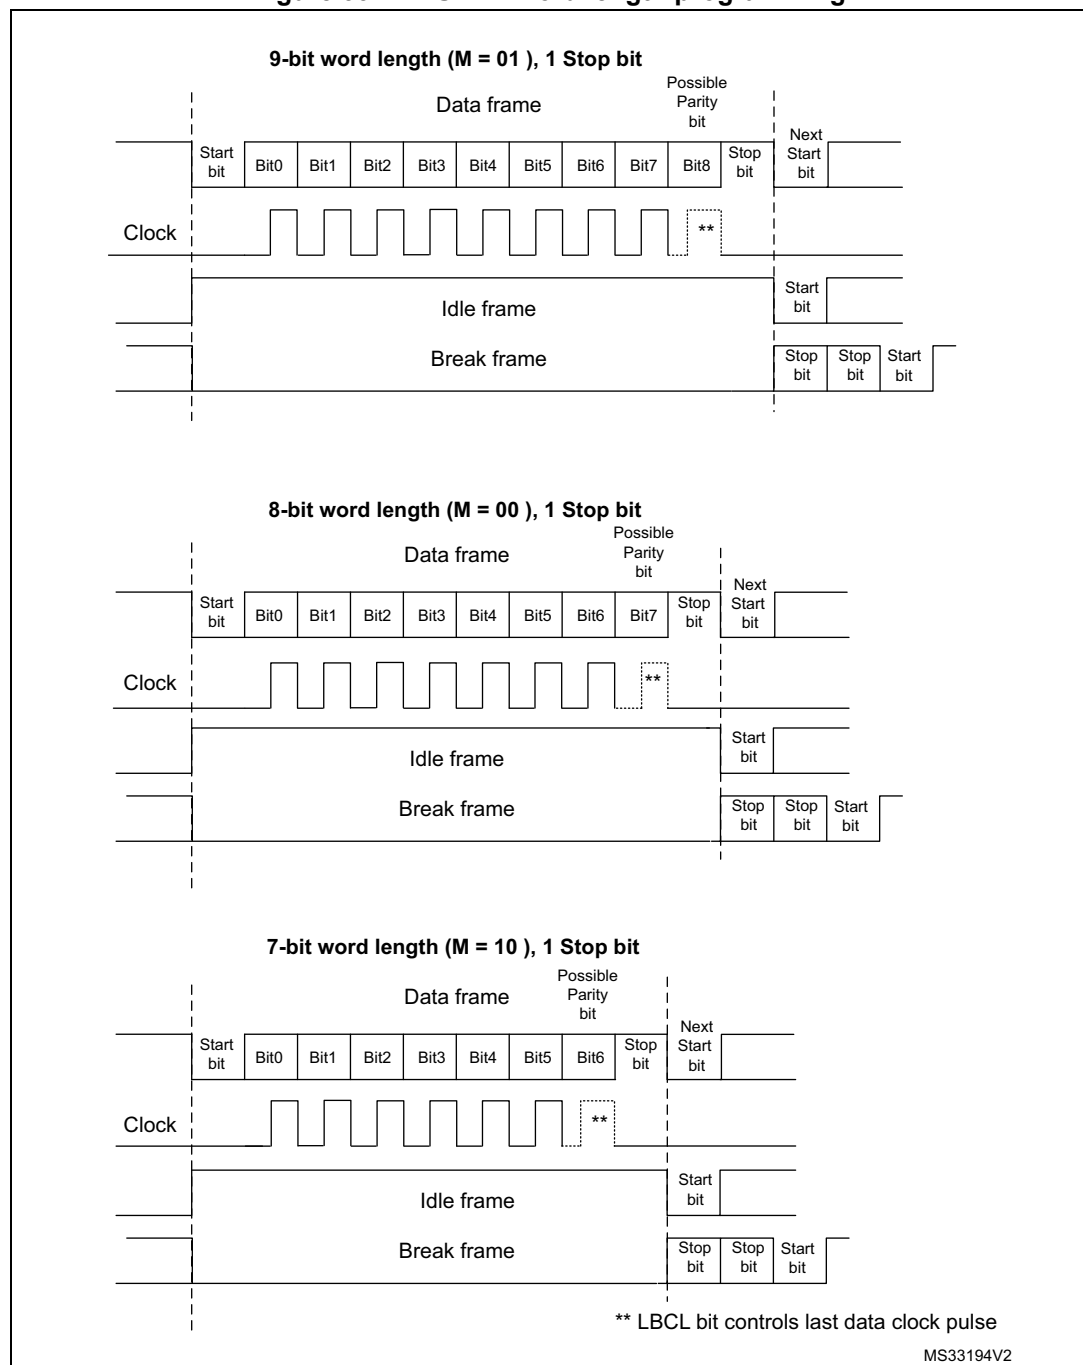 9-bit word length (M = 01 ), 1 Stop bit
Data frame
Possible
Parity
bit
Start
bit
Bit0 Bit1 Bit2 Bit3 Bit4 Bit5 Bit6 Bit7 Bit8
Stop
bit
Next
Start
bit
Clock
**
Idle frame
Start
bit
Break frame
Stop
bit
Stop
bit
Start
bit
8-bit word length (M = 00 ), 1 Stop bit
Data frame
Possible
Parity
bit
Start
bit
Bit0 Bit1 Bit2 Bit3 Bit4 Bit5 Bit6 Bit7
Stop
bit
Next
Start
bit
Clock
**
Idle frame
Start
bit
Break frame
Stop
bit
Stop
bit
Start
bit
7-bit word length (M = 10 ), 1 Stop bit
Data frame
Possible
Parity
bit
Start
bit
Bit0 Bit1 Bit2 Bit3 Bit4 Bit5 Bit6
Stop
bit
Next
Start
bit
Clock
**
Idle frame
Start
bit
Break frame
Stop
bit
Stop
bit
Start
bit
** LBCL bit controls last data clock pulse
MS33194V2